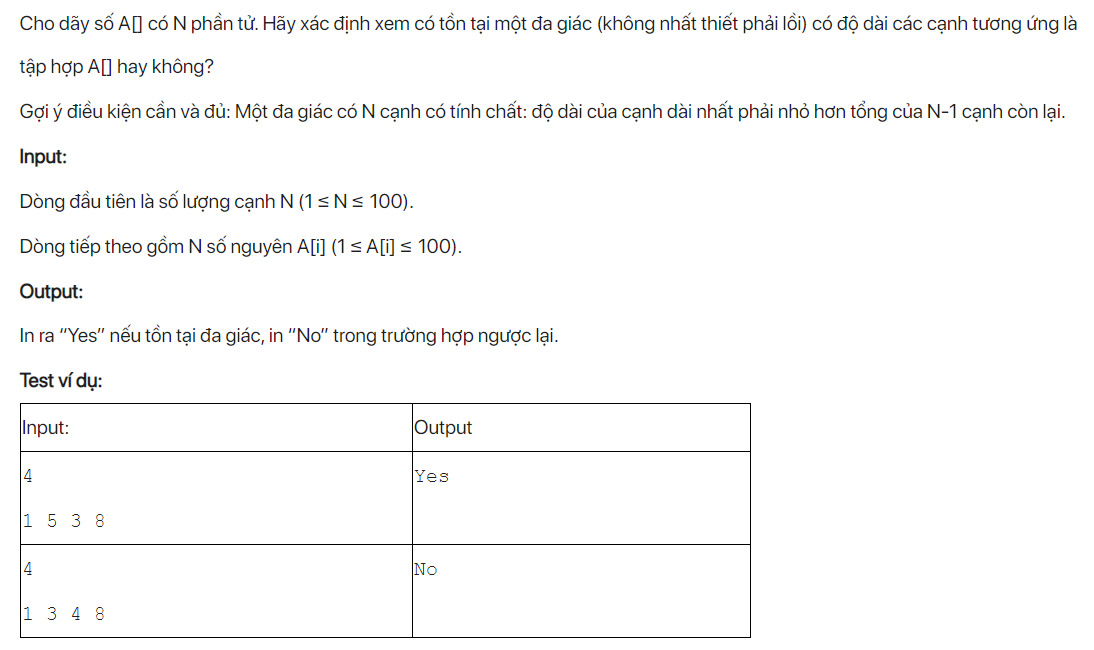 Cho dãy số A[] có N phần tử. Hãy xác định xem có tồn tại một đa giác (không nhất thiết phải lồi) có độ dài các cạnh tương ứng là
tập hợp A[] hay không?
Gợi ý điều kiện cần và đủ: Một đa giác có N cạnh có tính chất: độ dài của cạnh dài nhất phải nhỏ hơn tổng của N-1 cạnh còn lại.
Input:
Dòng đầu tiên là số lượng cạnh N (1 ≤ N ≤ 100).
Dòng tiếp theo gồm N số nguyên A[i] (1 ≤ A[i] ≤ 100).
Output:
In ra “Yes” nếu tồn tại đa giác, in “No” trong trường hợp ngược lại.
Test ví dụ:
Input: Output
4 Yes
1 5 3 8
4 No
1 3 4 8